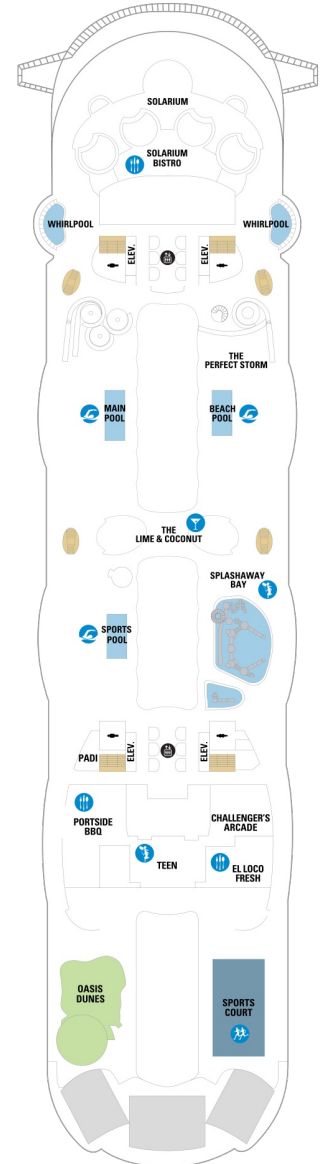 SOLARIUM
SOLARIUM
BISTRO
WHIRLPOOL
WHIRLPOOL
ELEV.
ELEV.
THE
PERFECT STORM
MAIN
POOL
BEACH
POOL
THE
LIME & COCONUT
SPLASHAWAY
BAY
SPORTS
POOL
PADI
ELEV.
ELEV.
PORTSIDE
BBQ
CHALLENGER'S
ARCADE
TEEN
EL LOCO
FRESH
OASIS
DUNES
SPORTS
COURT